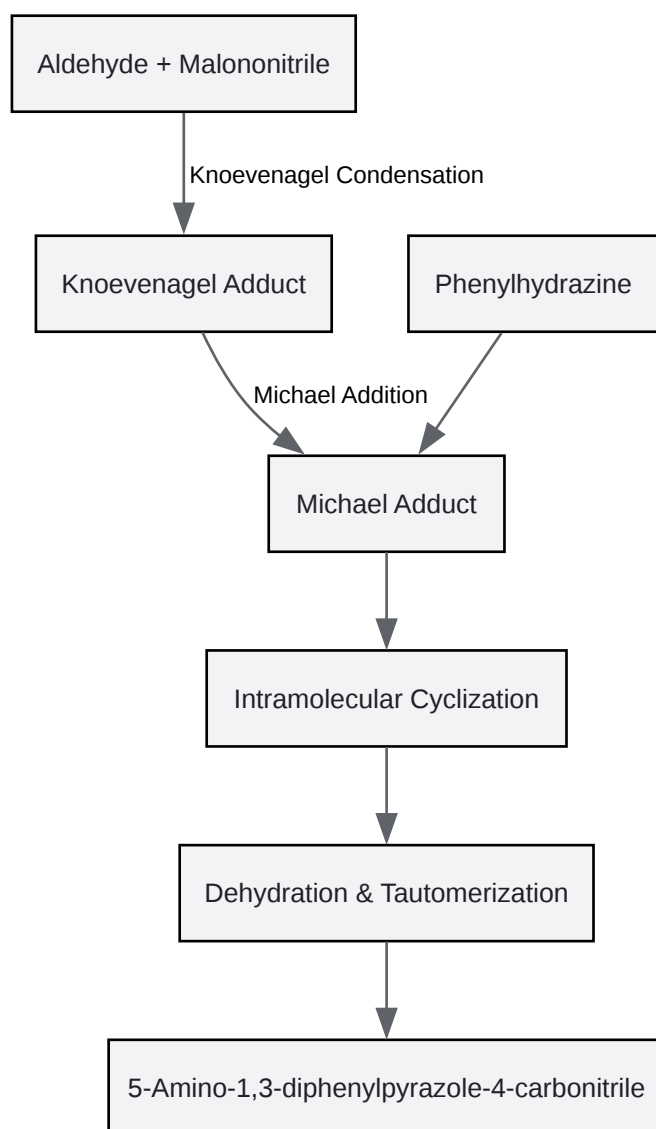 Aldehyde + Malononitrile
Knoevenagel Condensation
Knoevenagel Adduct
Phenylhydrazine
Michael Addition
Michael Adduct
Intramolecular Cyclization
Dehydration & Tautomerization
5-Amino-1,3-diphenylpyrazole-4-carbonitrile